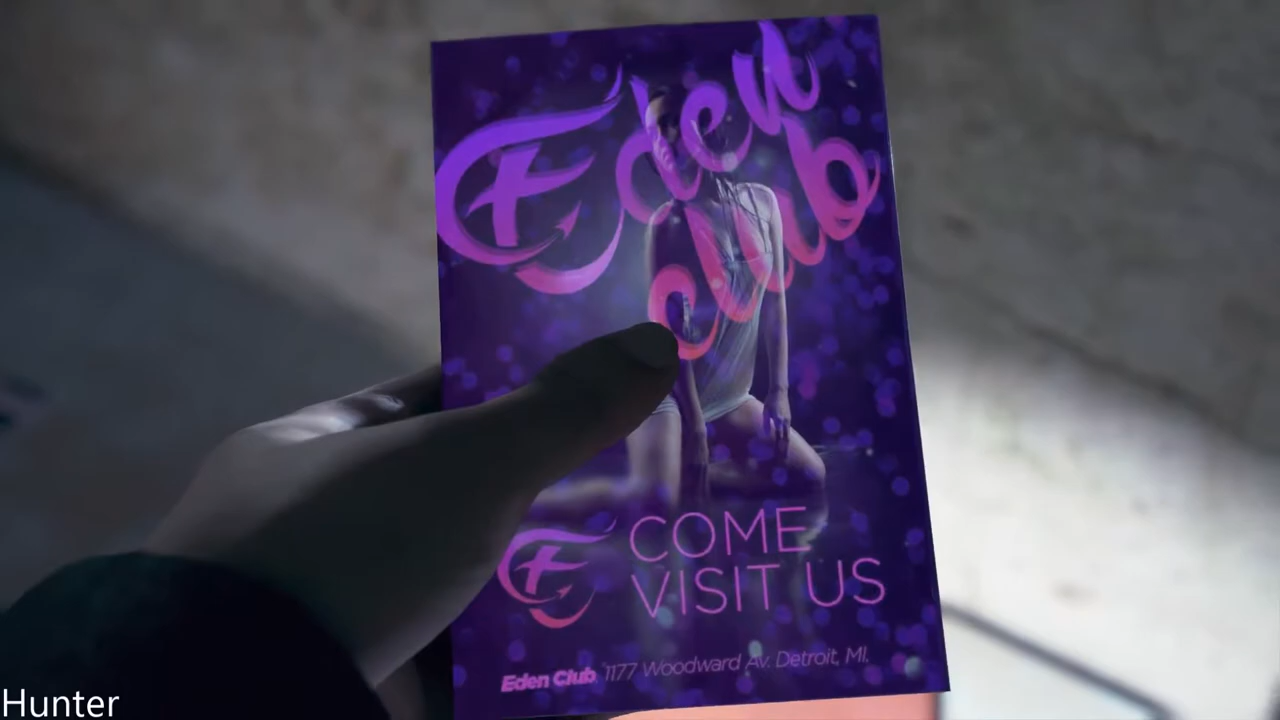 Eden
club
COME
VISIT US
Eden Club 1177 Woodward Av. Detroit, MI.
Hunter